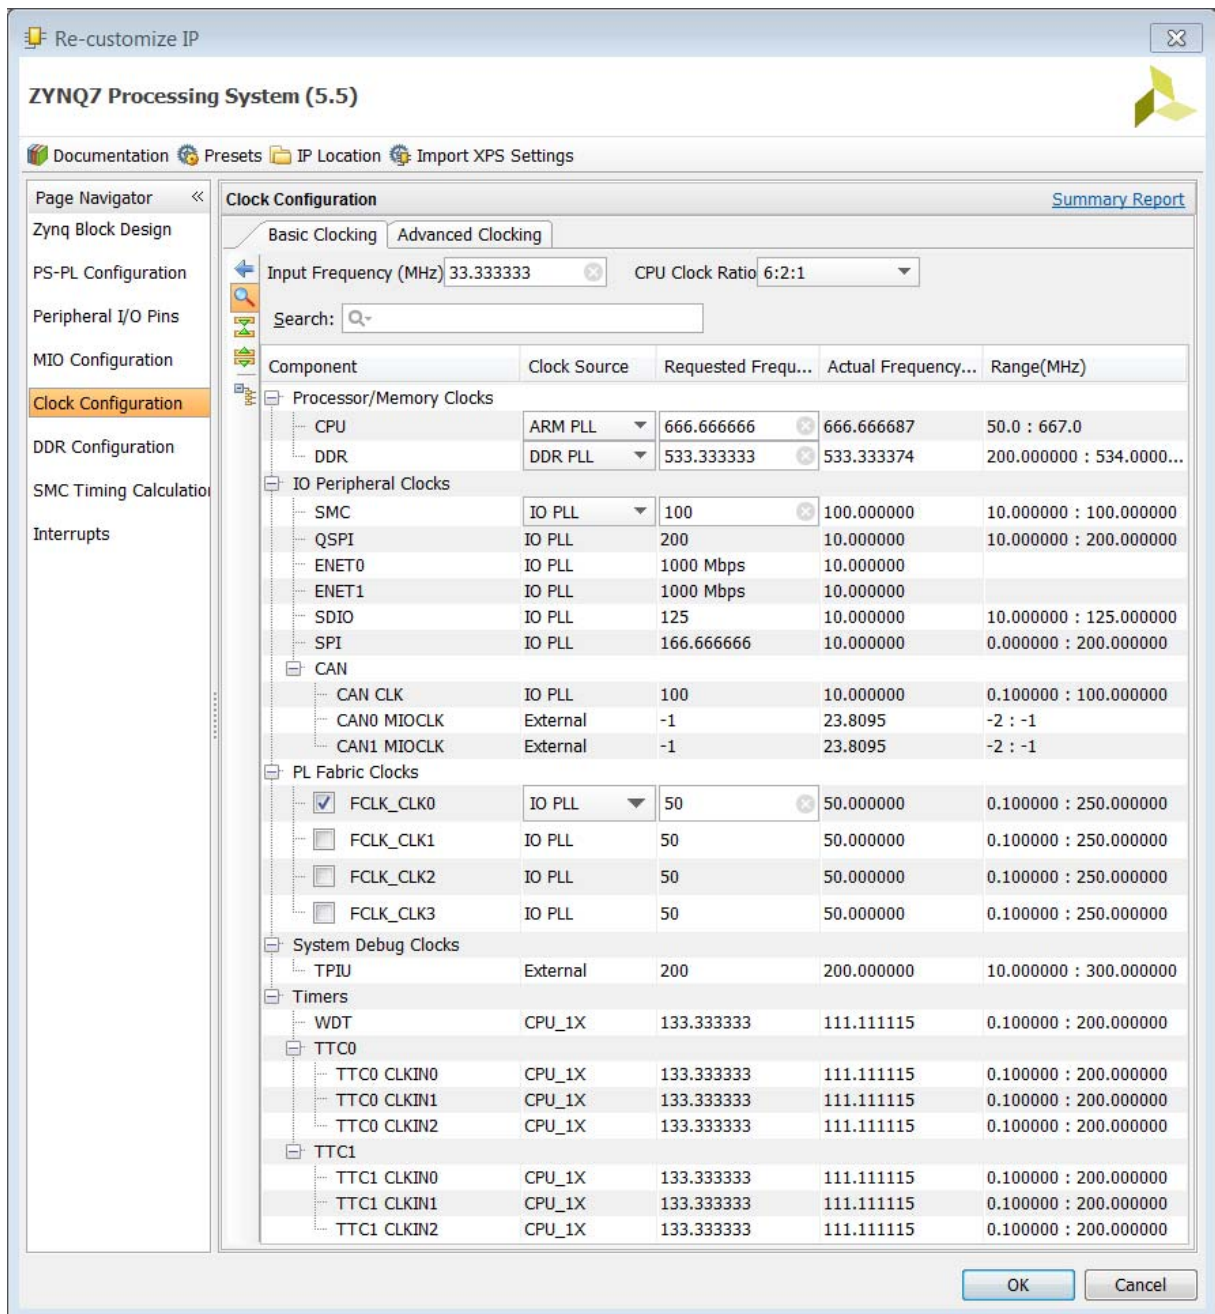 Re-customize IP
ZYNQ7 Processing System (5.5)
Documentation Presets IP Location Import XPS Settings
Page Navigator «
Zynq Block Design
PS-PL Configuration
Peripheral I/O Pins
MIO Configuration
Clock Configuration
DDR Configuration
SMC Timing Calculation
Interrupts
Clock Configuration Summary Report
Basic Clocking Advanced Clocking
Input Frequency (MHz) 33.333333 CPU Clock Ratio 6:2:1
Search:
Component Clock Source Requested Frequ... Actual Frequency... Range(MHz)
Processor/Memory Clocks
CPU ARM PLL 666.666666 666.666687 50.0 : 667.0
DDR DDR PLL 533.333333 533.333374 200.000000 : 534.0000...
IO Peripheral Clocks
SMC IO PLL 100 100.000000 10.000000 : 100.000000
QSPI IO PLL 200 10.000000 10.000000 : 200.000000
ENET0 IO PLL 1000 Mbps 10.000000
ENET1 IO PLL 1000 Mbps 10.000000
SDIO IO PLL 125 10.000000 10.000000 : 125.000000
SPI IO PLL 166.666666 10.000000 0.000000 : 200.000000
CAN
CAN CLK IO PLL 100 10.000000 0.100000 : 100.000000
CAN0 MIOCLK External -1 23.8095 -2 : -1
CAN1 MIOCLK External -1 23.8095 -2 : -1
PL Fabric Clocks
FCLK_CLK0 IO PLL 50 50.000000 0.100000 : 250.000000
FCLK_CLK1 IO PLL 50 50.000000 0.100000 : 250.000000
FCLK_CLK2 IO PLL 50 50.000000 0.100000 : 250.000000
FCLK_CLK3 IO PLL 50 50.000000 0.100000 : 250.000000
System Debug Clocks
TPIU External 200 200.000000 10.000000 : 300.000000
Timers
WDT CPU_1X 133.333333 111.111115 0.100000 : 200.000000
TTC0
TTC0 CLKIN0 CPU_1X 133.333333 111.111115 0.100000 : 200.000000
TTC0 CLKIN1 CPU_1X 133.333333 111.111115 0.100000 : 200.000000
TTC0 CLKIN2 CPU_1X 133.333333 111.111115 0.100000 : 200.000000
TTC1
TTC1 CLKIN0 CPU_1X 133.333333 111.111115 0.100000 : 200.000000
TTC1 CLKIN1 CPU_1X 133.333333 111.111115 0.100000 : 200.000000
TTC1 CLKIN2 CPU_1X 133.333333 111.111115 0.100000 : 200.000000
OK Cancel